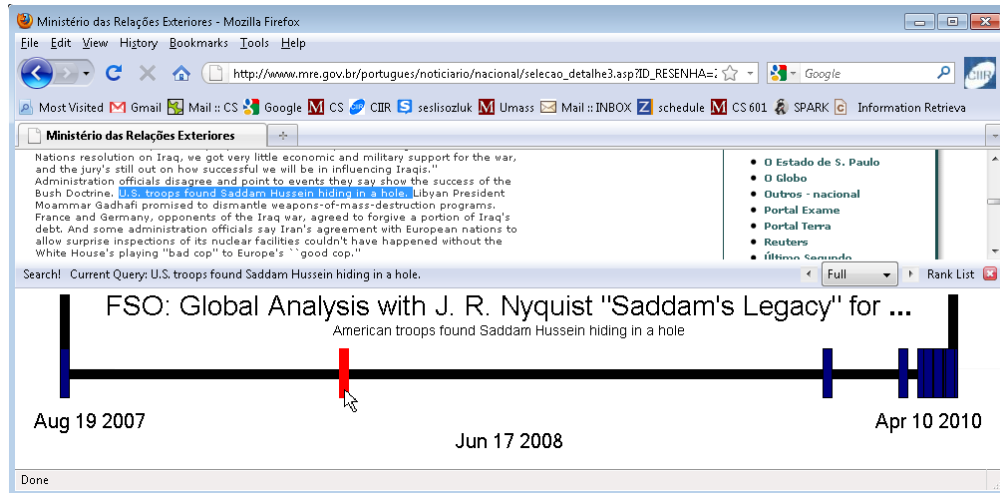 Ministério das Relações Exteriores - Mozilla Firefox
File Edit View History Bookmarks Tools Help
http://www.mre.gov.br/portugues/noticiario/nacional/selecao_detalhe3.asp?ID_RESENHA=
Google
CIIR
Most Visited Gmail Mail :: CS Google CS CIIR seslisozluk Umass Mail :: INBOX schedule CS 601 SPARK Information Retrieva
Ministério das Relações Exteriores
Nations resolution on Iraq, we got very little economic and military support for the war,
and the jury's still out on how successful we will be in influencing Iraqis."
Administration officials disagree and point to events they say show the success of the
Bush Doctrine. U.S. troops found Saddam Hussein hiding in a hole. Libyan President
Moammar Gadhafi promised to dismantle weapons-of-mass-destruction programs.
France and Germany, opponents of the Iraq war, agreed to forgive a portion of Iraq's
debt. And some administration officials say Iran's agreement with European nations to
allow surprise inspections of its nuclear facilities couldn't have happened without the
White House's playing "bad cop" to Europe's ``good cop."
O Estado de S. Paulo
O Globo
Outros - nacional
Portal Exame
Portal Terra
Reuters
Último Segundo
Search! Current Query: U.S. troops found Saddam Hussein hiding in a hole.
Full
Rank List
FSO: Global Analysis with J. R. Nyquist "Saddam's Legacy" for ...
American troops found Saddam Hussein hiding in a hole
Aug 19 2007
Jun 17 2008
Apr 10 2010
Done